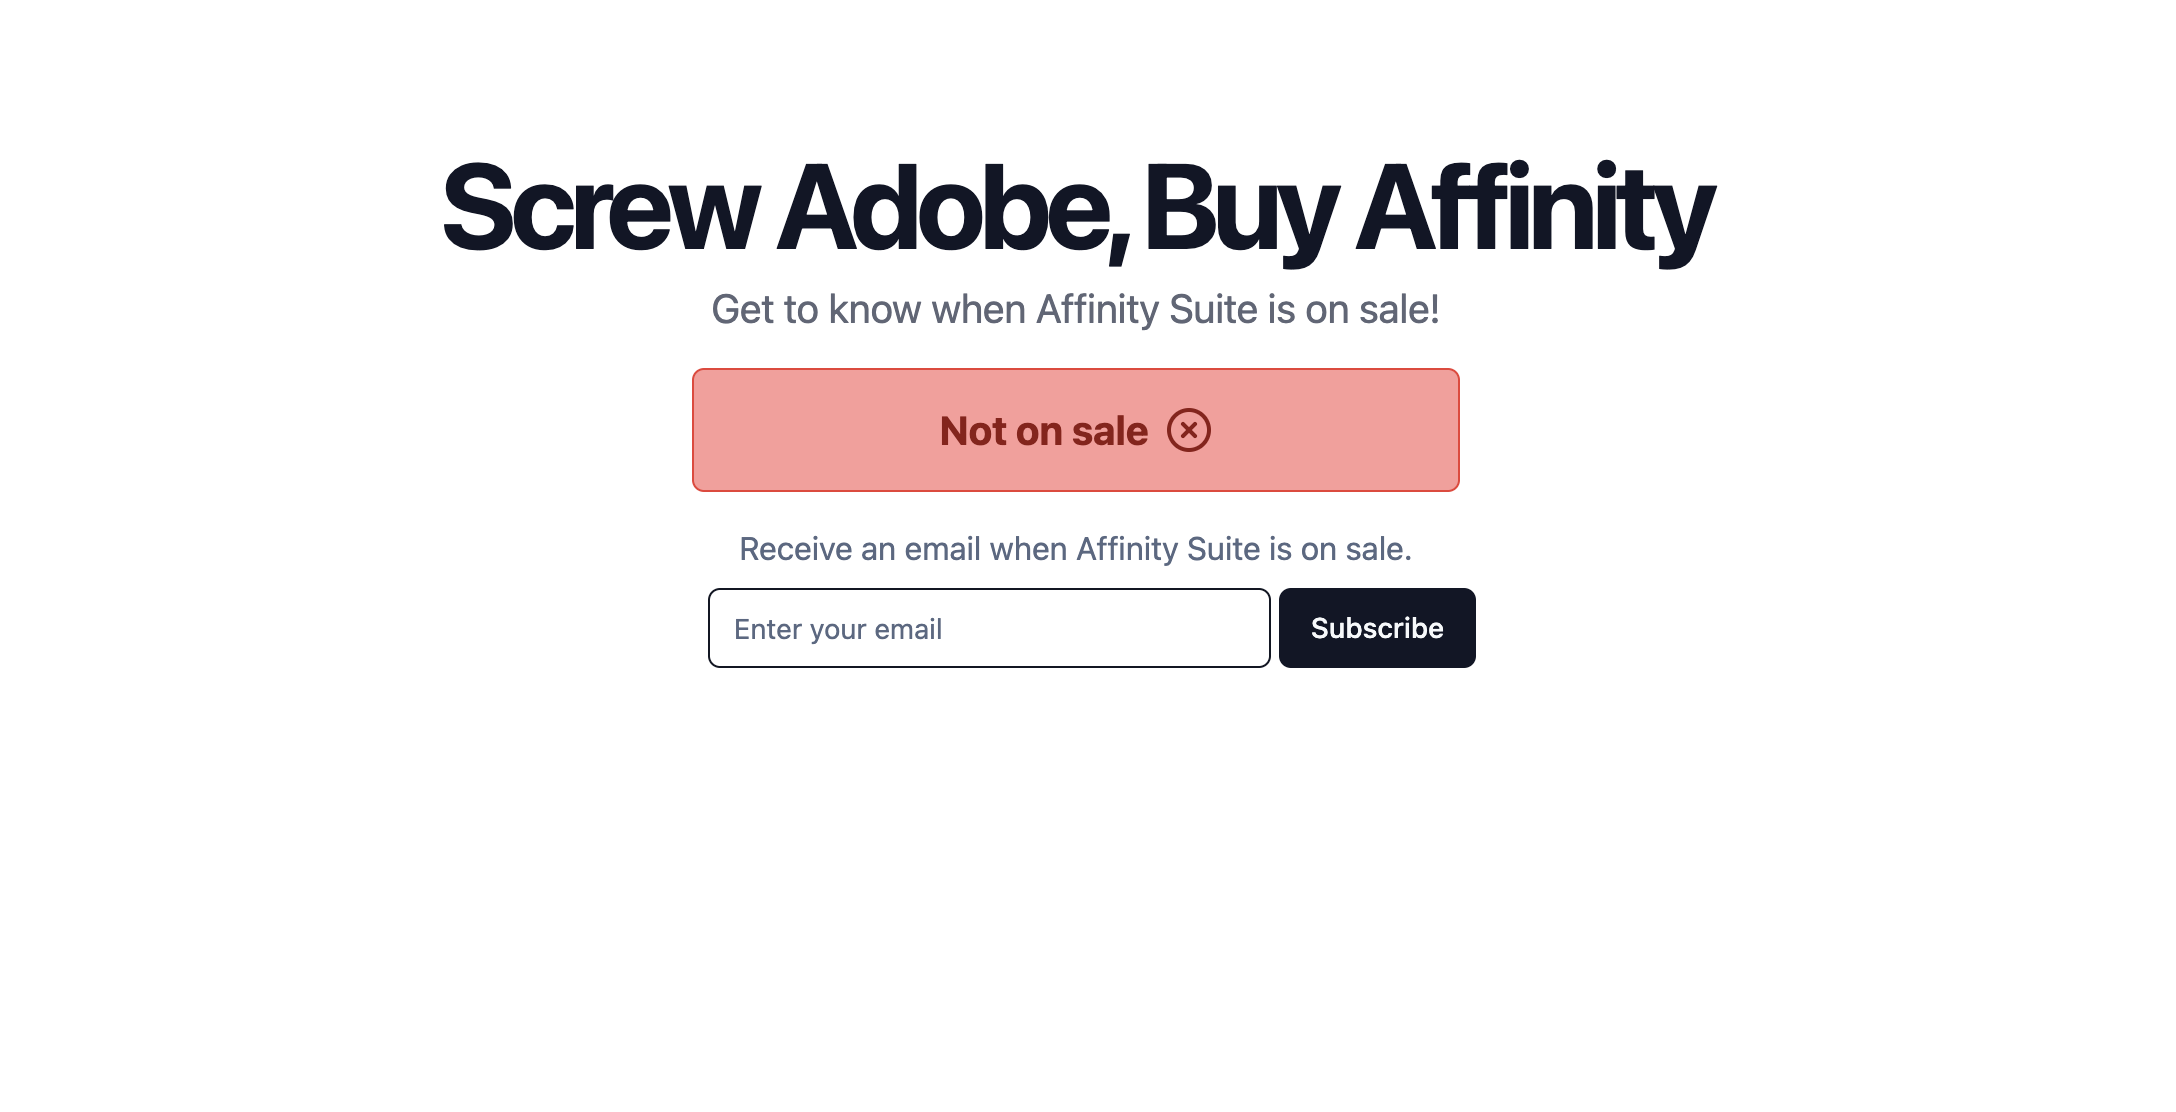 Screw Adobe, Buy Affinity
Get to know when Affinity Suite is on sale!
Not on sale
Receive an email when Affinity Suite is on sale.
Enter your email
Subscribe